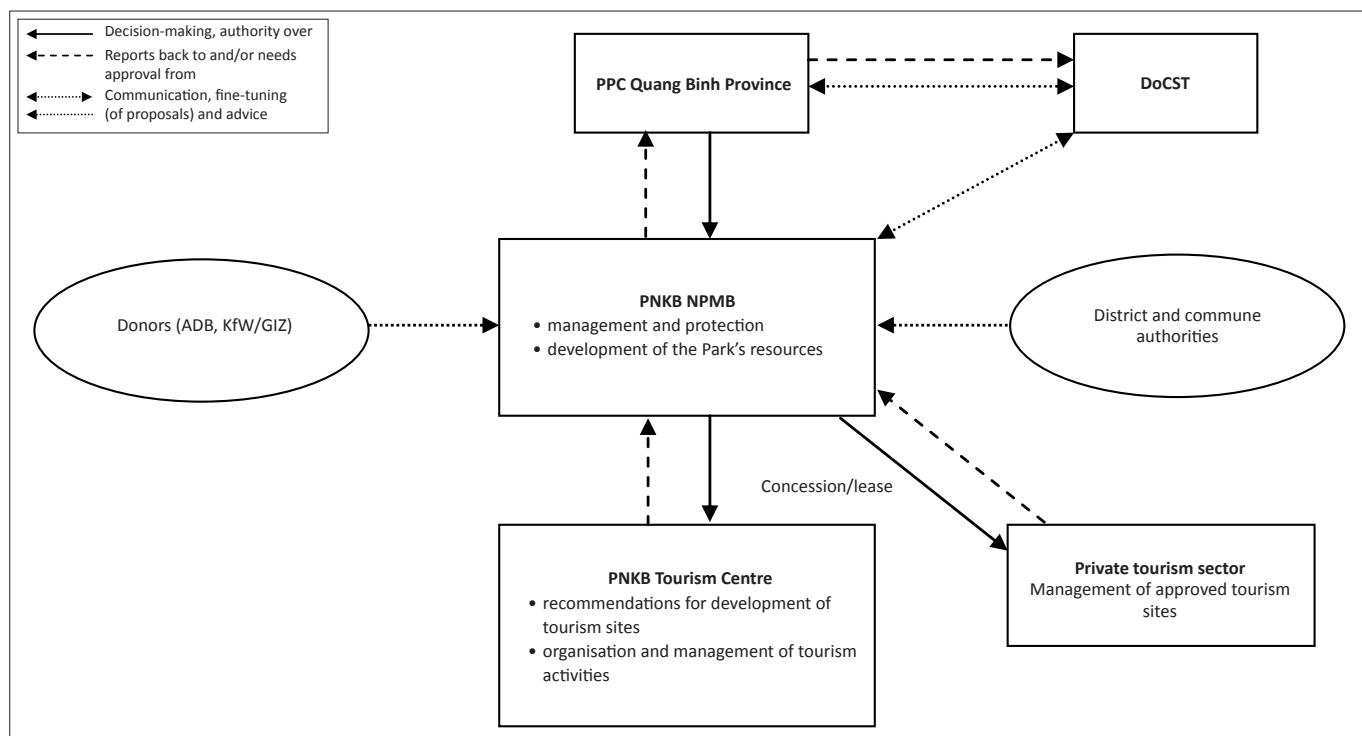 Decision-making, authority over
Reports back to and/or needs
approval from
Communication, fine-tuning
(of proposals) and advice
PPC Quang Binh Province
DoCST
Donors (ADB, KfW/GIZ)
PNKB NPMB
• management and protection
• development of the Park's resources
District and commune
authorities
Concession/lease
PNKB Tourism Centre
• recommendations for development of
tourism sites
• organisation and management of tourism
activities
Private tourism sector
Management of approved tourism
sites